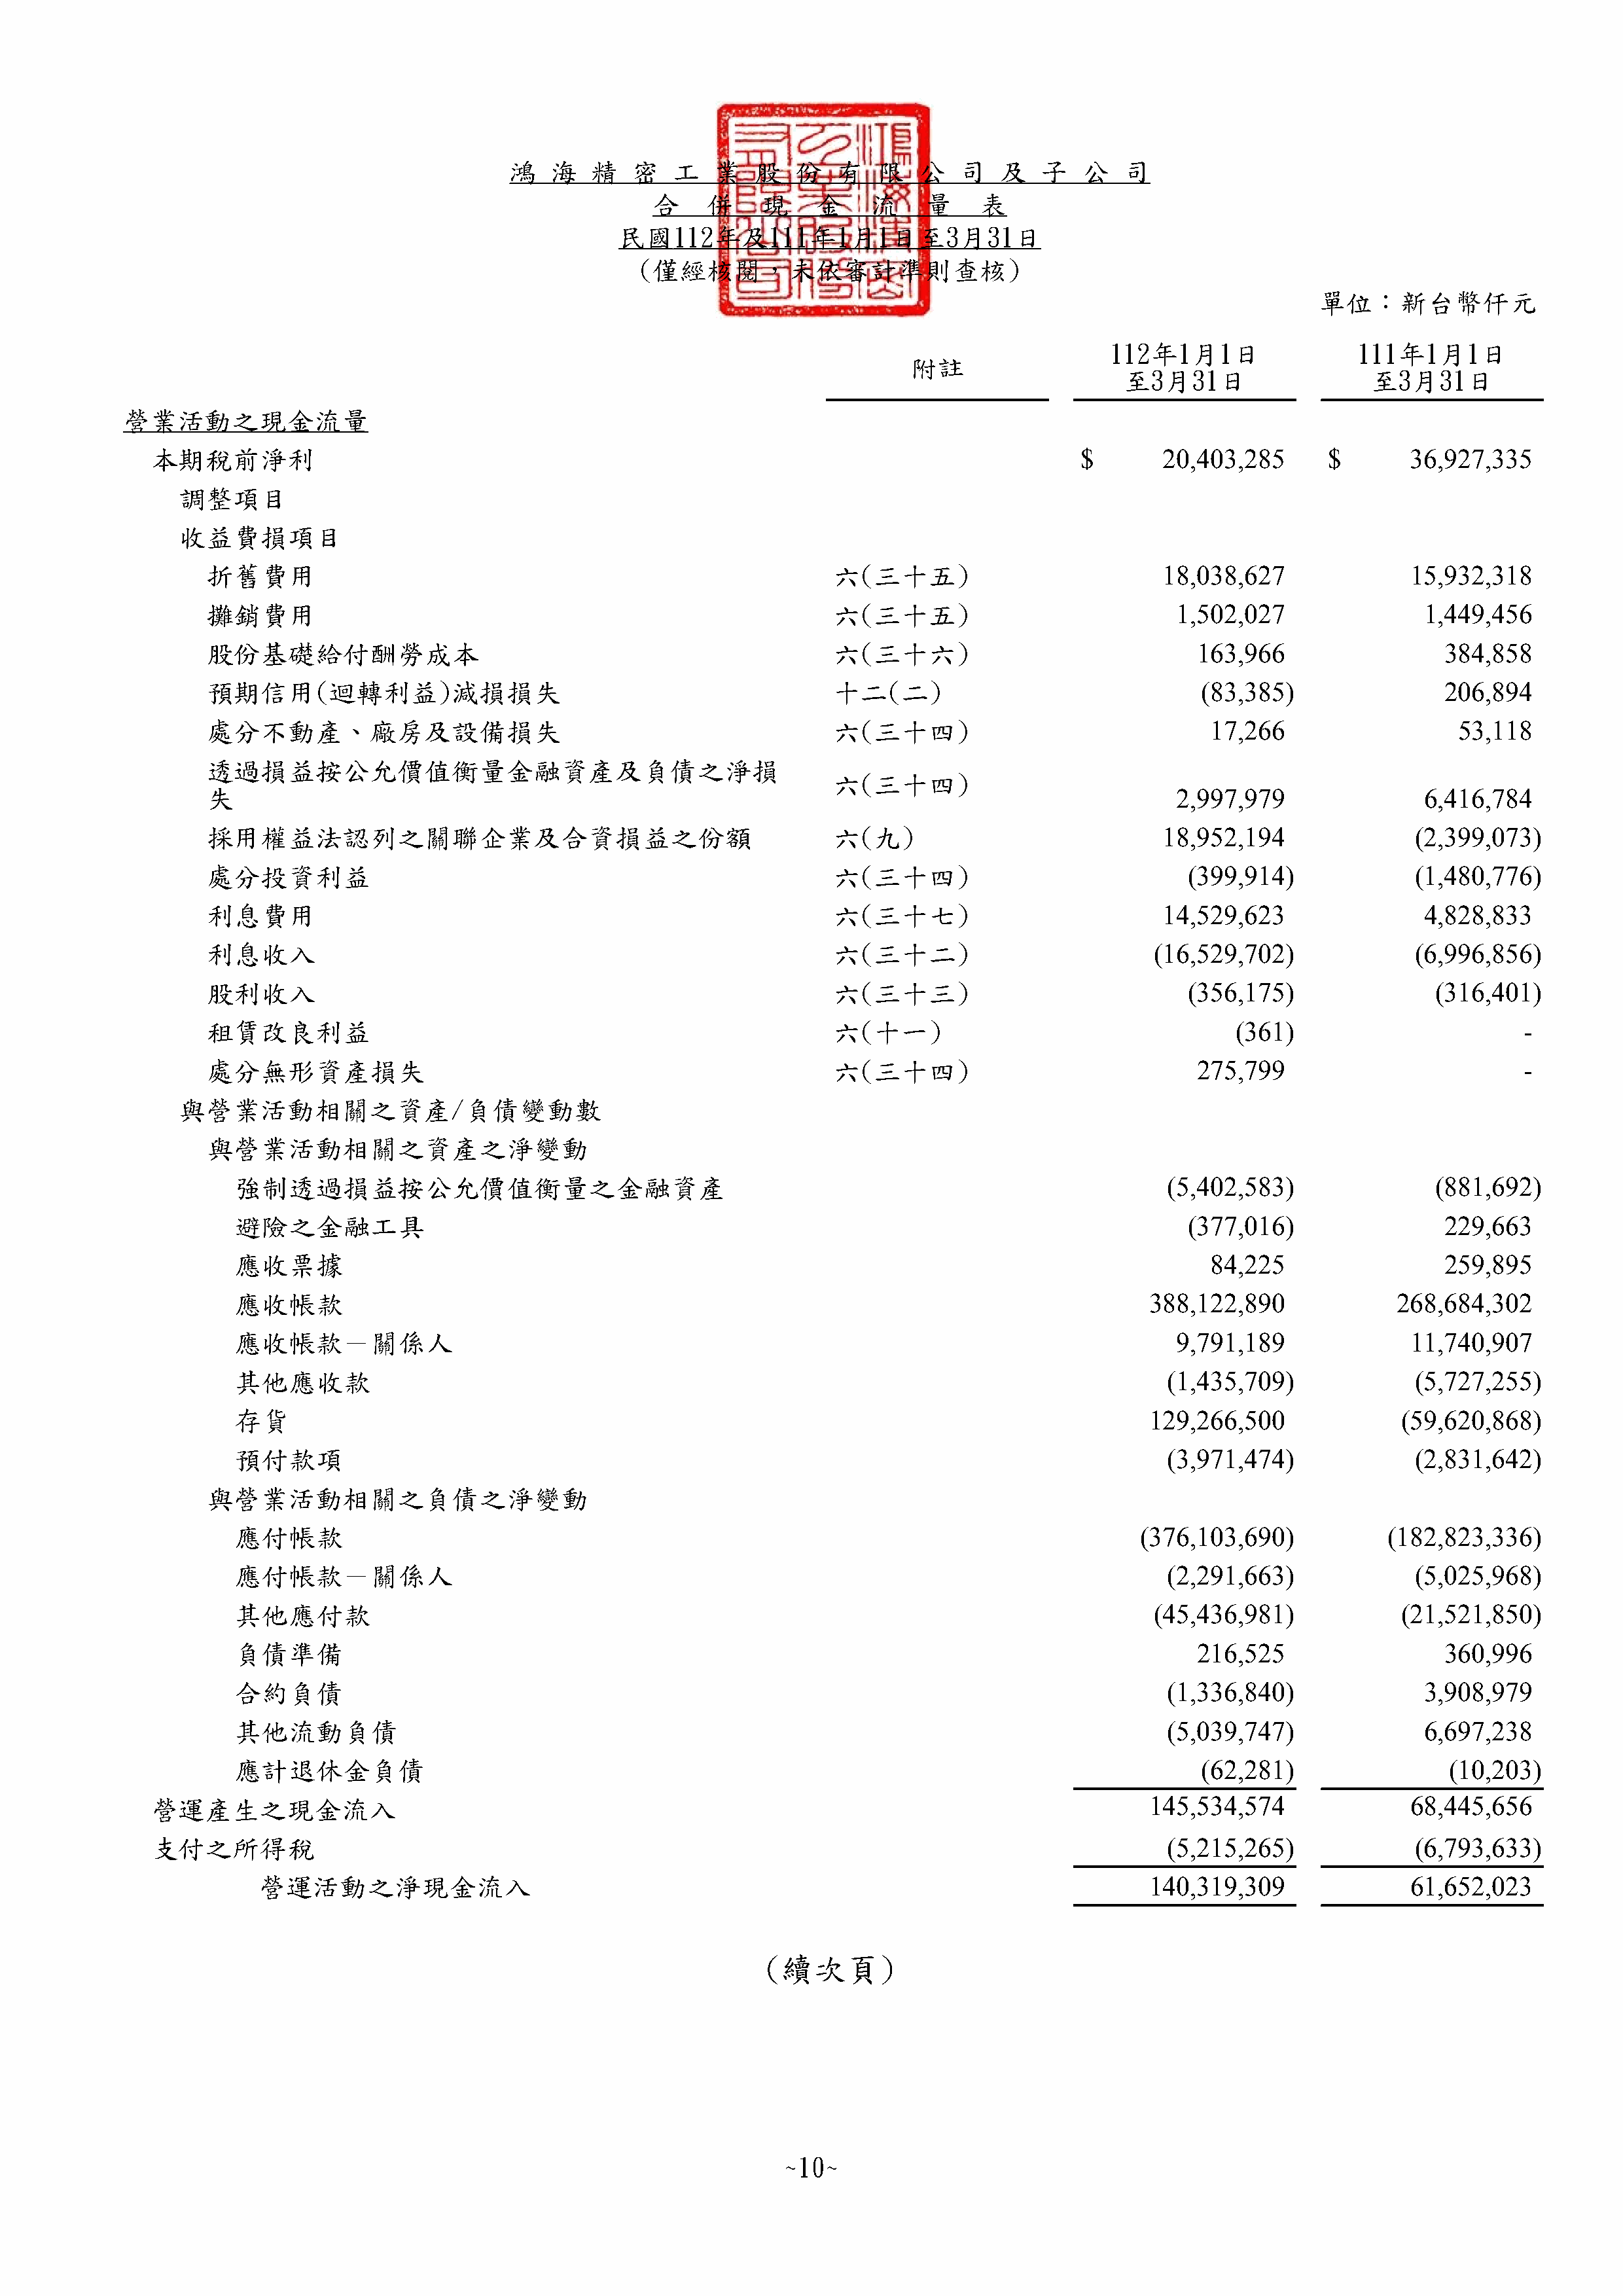 鴻海精密工業股份有限公司及子公司
合併現金流量表
民國112年及111年1月1日至3月31日
(僅經核閱，未依審計準則查核)
單位：新台幣仟元
附註 112年1月1日至3月31日 111年1月1日至3月31日
營業活動之現金流量
本期稅前淨利 $ 20,403,285 $ 36,927,335
調整項目
收益費損項目
折舊費用 六(三十五) 18,038,627 15,932,318
攤銷費用 六(三十五) 1,502,027 1,449,456
股份基礎給付酬勞成本 六(三十六) 163,966 384,858
預期信用(迴轉利益)減損損失 十二(二) (83,385) 206,894
處分不動產、廠房及設備損失 六(三十四) 17,266 53,118
透過損益按公允價值衡量金融資產及負債之淨損
失 六(三十四) 2,997,979 6,416,784
採用權益法認列之關聯企業及合資損益之份額 六(九) 18,952,194 (2,399,073)
處分投資利益 六(三十四) (399,914) (1,480,776)
利息費用 六(三十七) 14,529,623 4,828,833
利息收入 六(三十二) (16,529,702) (6,996,856)
股利收入 六(三十三) (356,175) (316,401)
租賃改良利益 六(十一) (361) -
處分無形資產損失 六(三十四) 275,799 -
與營業活動相關之資產/負債變動數
與營業活動相關之資產之淨變動
強制透過損益按公允價值衡量之金融資產 (5,402,583) (881,692)
避險之金融工具 (377,016) 229,663
應收票據 84,225 259,895
應收帳款 388,122,890 268,684,302
應收帳款－關係人 9,791,189 11,740,907
其他應收款 (1,435,709) (5,727,255)
存貨 129,266,500 (59,620,868)
預付款項 (3,971,474) (2,831,642)
與營業活動相關之負債之淨變動
應付帳款 (376,103,690) (182,823,336)
應付帳款－關係人 (2,291,663) (5,025,968)
其他應付款 (45,436,981) (21,521,850)
負債準備 216,525 360,996
合約負債 (1,336,840) 3,908,979
其他流動負債 (5,039,747) 6,697,238
應計退休金負債 (62,281) (10,203)
營運產生之現金流入 145,534,574 68,445,656
支付之所得稅 (5,215,265) (6,793,633)
營運活動之淨現金流入 140,319,309 61,652,023
(續次頁)
~10~